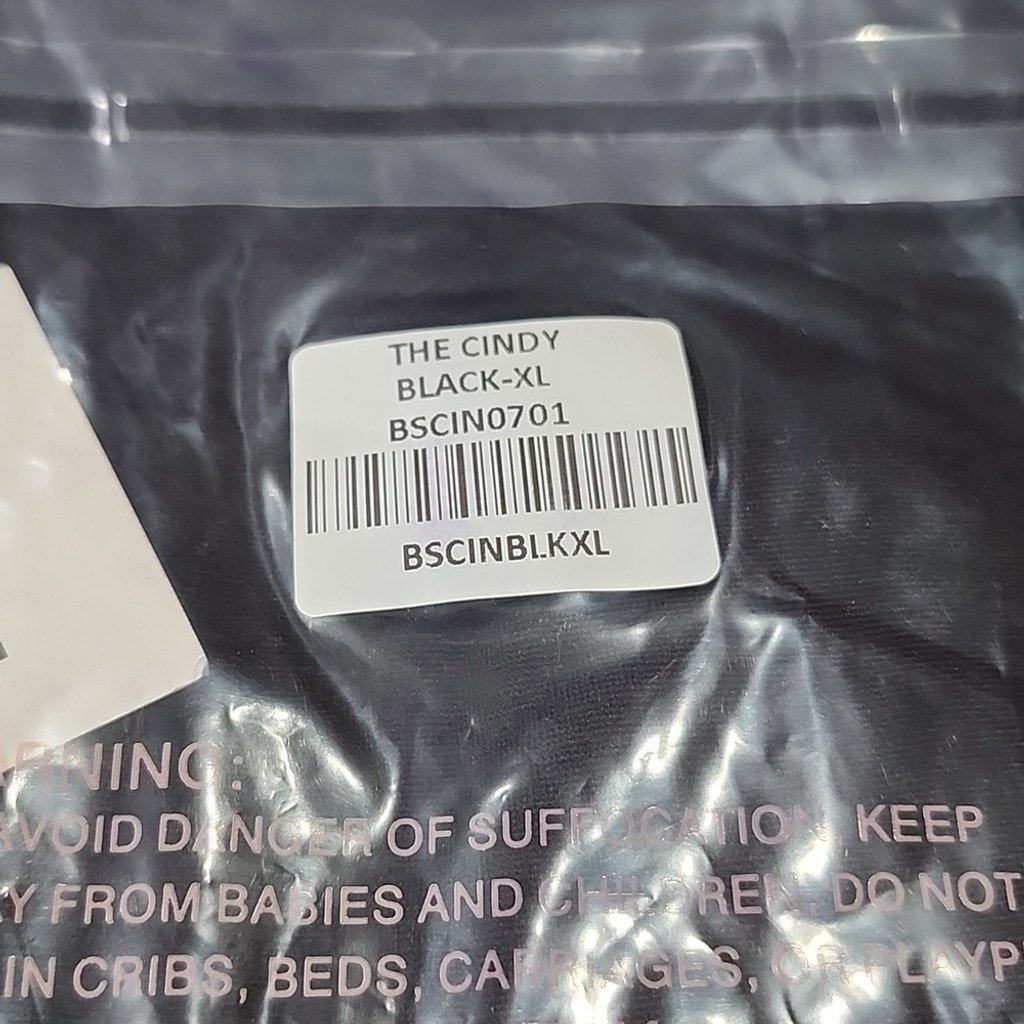 THE CINDY
BLACK-XL
BSCIN0701
BSCINBLKXL
WARNING:
AVOID DANGER OF SUFFOCATION, KEEP
FROM BABIES AND CHILDREN, DO NOT
IN CRIBS, BEDS, CARRIAGES, OR